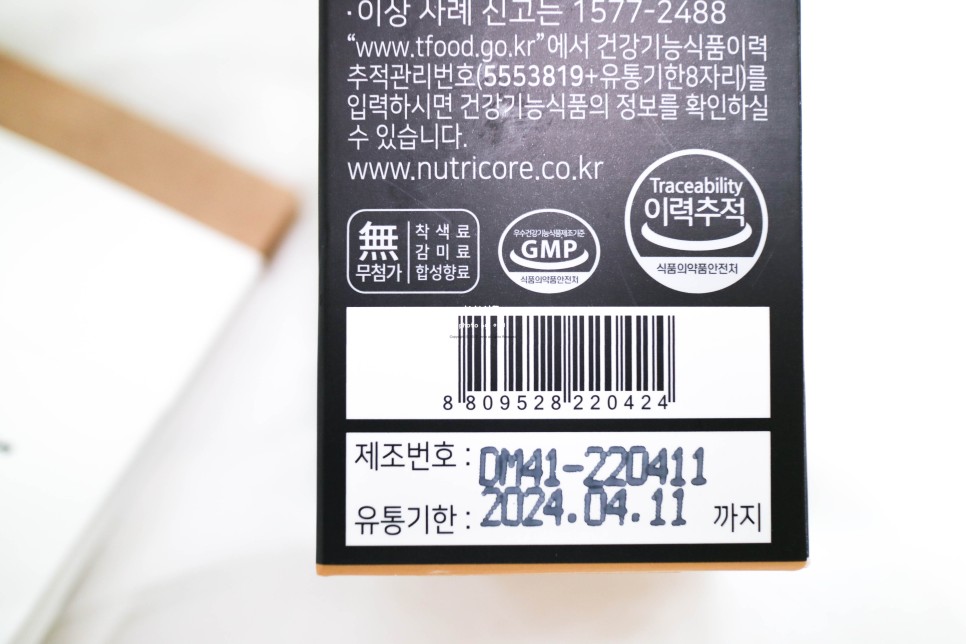 ·이상 사례 신고는 1577-2488
“www.tfood.go.kr”에서 건강기능식품이력
추적관리번호(5553819+유통기한8자리)를
입력하시면 건강기능식품의 정보를 확인하실
수 있습니다.
www.nutricore.co.kr
無
무첨가
착색료
감미료
합성향료
우수건강기능식품제조기준
GMP
식품의약품안전처
Traceability
이력추적
식품의약품안전처
8 809528 220424
제조번호 : DM41-220411
유통기한 : 2024.04.11 까지